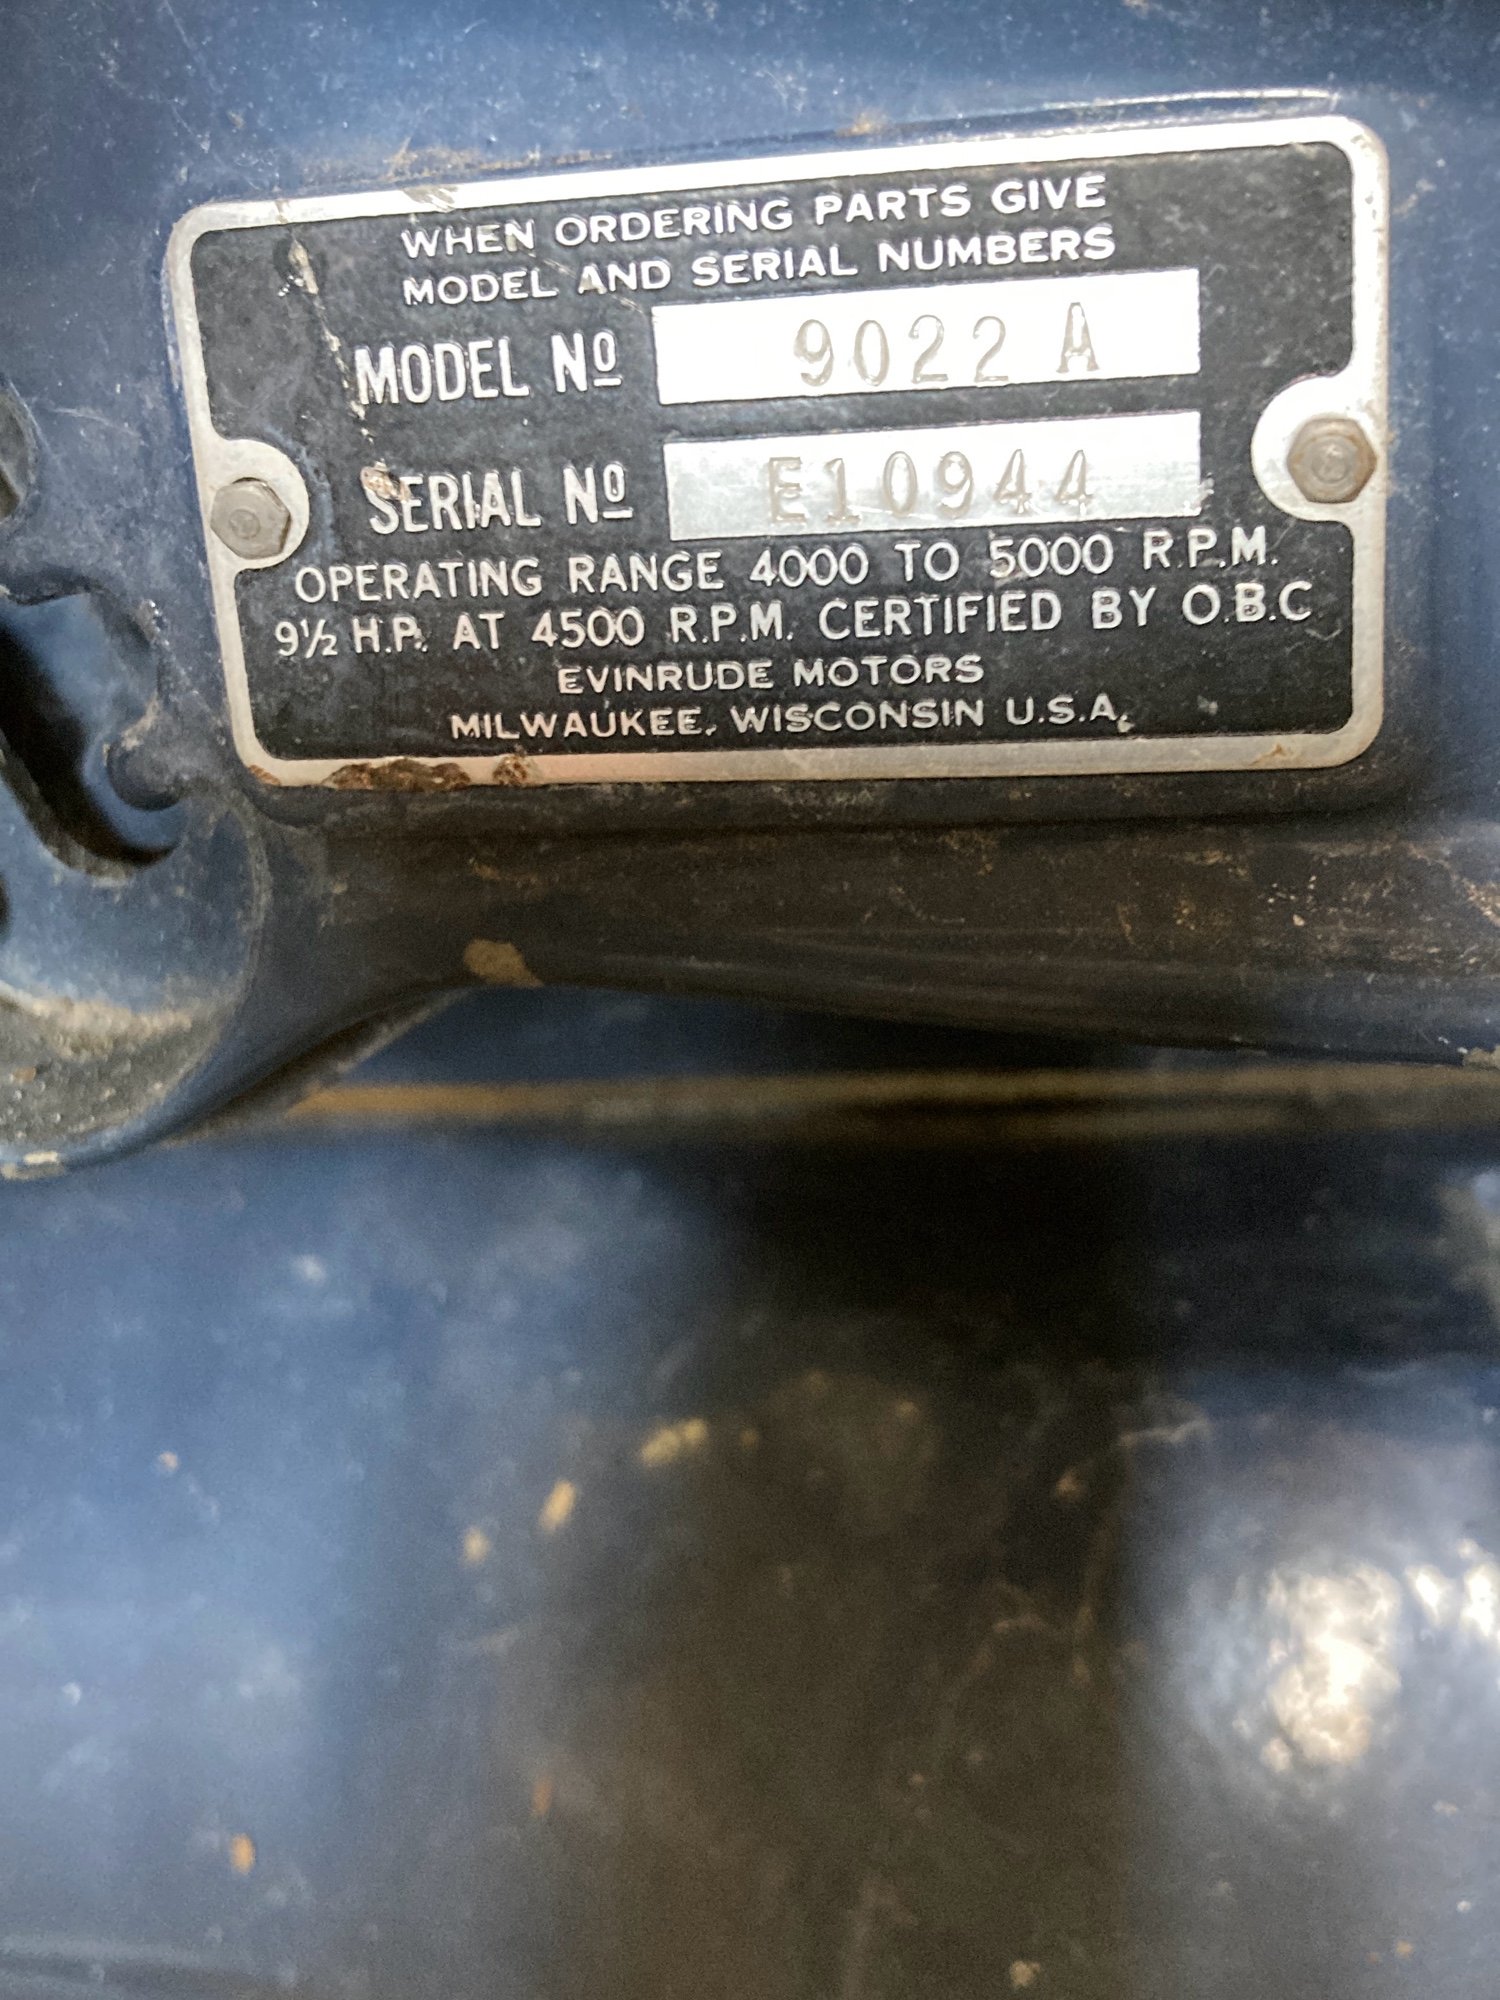 WHEN ORDERING PARTS GIVE
MODEL AND SERIAL NUMBERS
MODEL Nº 9022 A
SERIAL Nº E10944
OPERATING RANGE 4000 TO 5000 R.P.M.
9½ H.P. AT 4500 R.P.M. CERTIFIED BY O.B.C
EVINRUDE MOTORS
MILWAUKEE, WISCONSIN U.S.A.